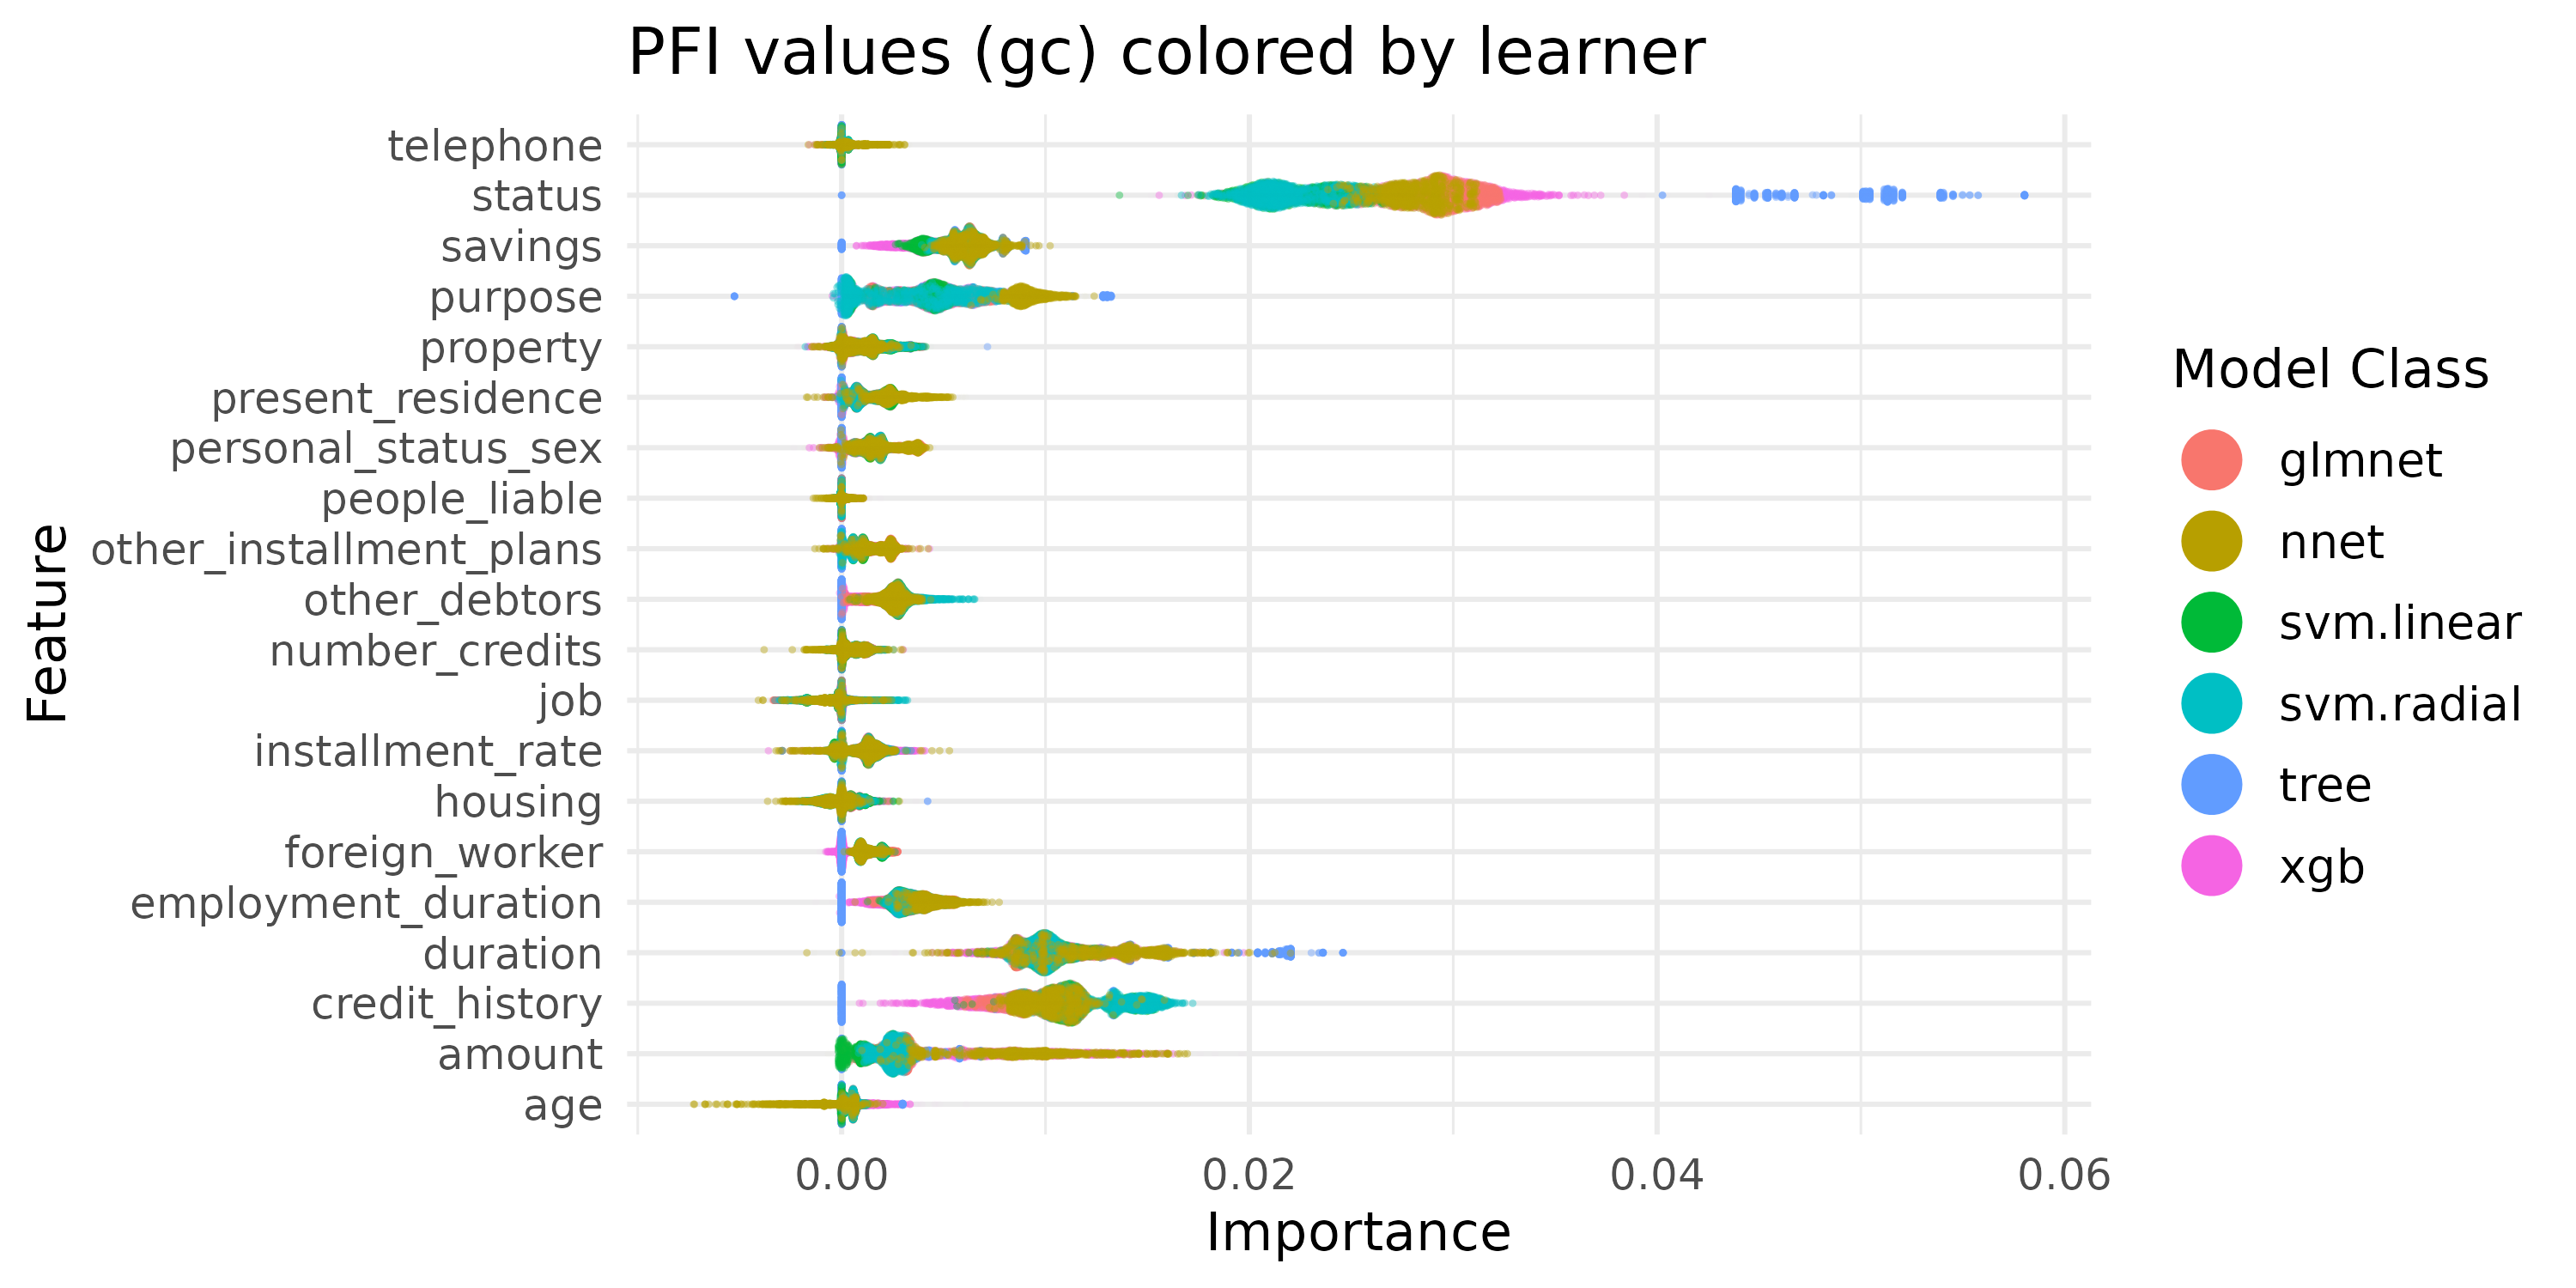 PFI values (gc) colored by learner
Feature
telephone
status
savings
purpose
property
present_residence
personal_status_sex
people_liable
other_installment_plans
other_debtors
number_credits
job
installment_rate
housing
foreign_worker
employment_duration
duration
credit_history
amount
age
0.00 0.02 0.04 0.06
Importance
Model Class
glmnet
nnet
svm.linear
svm.radial
tree
xgb